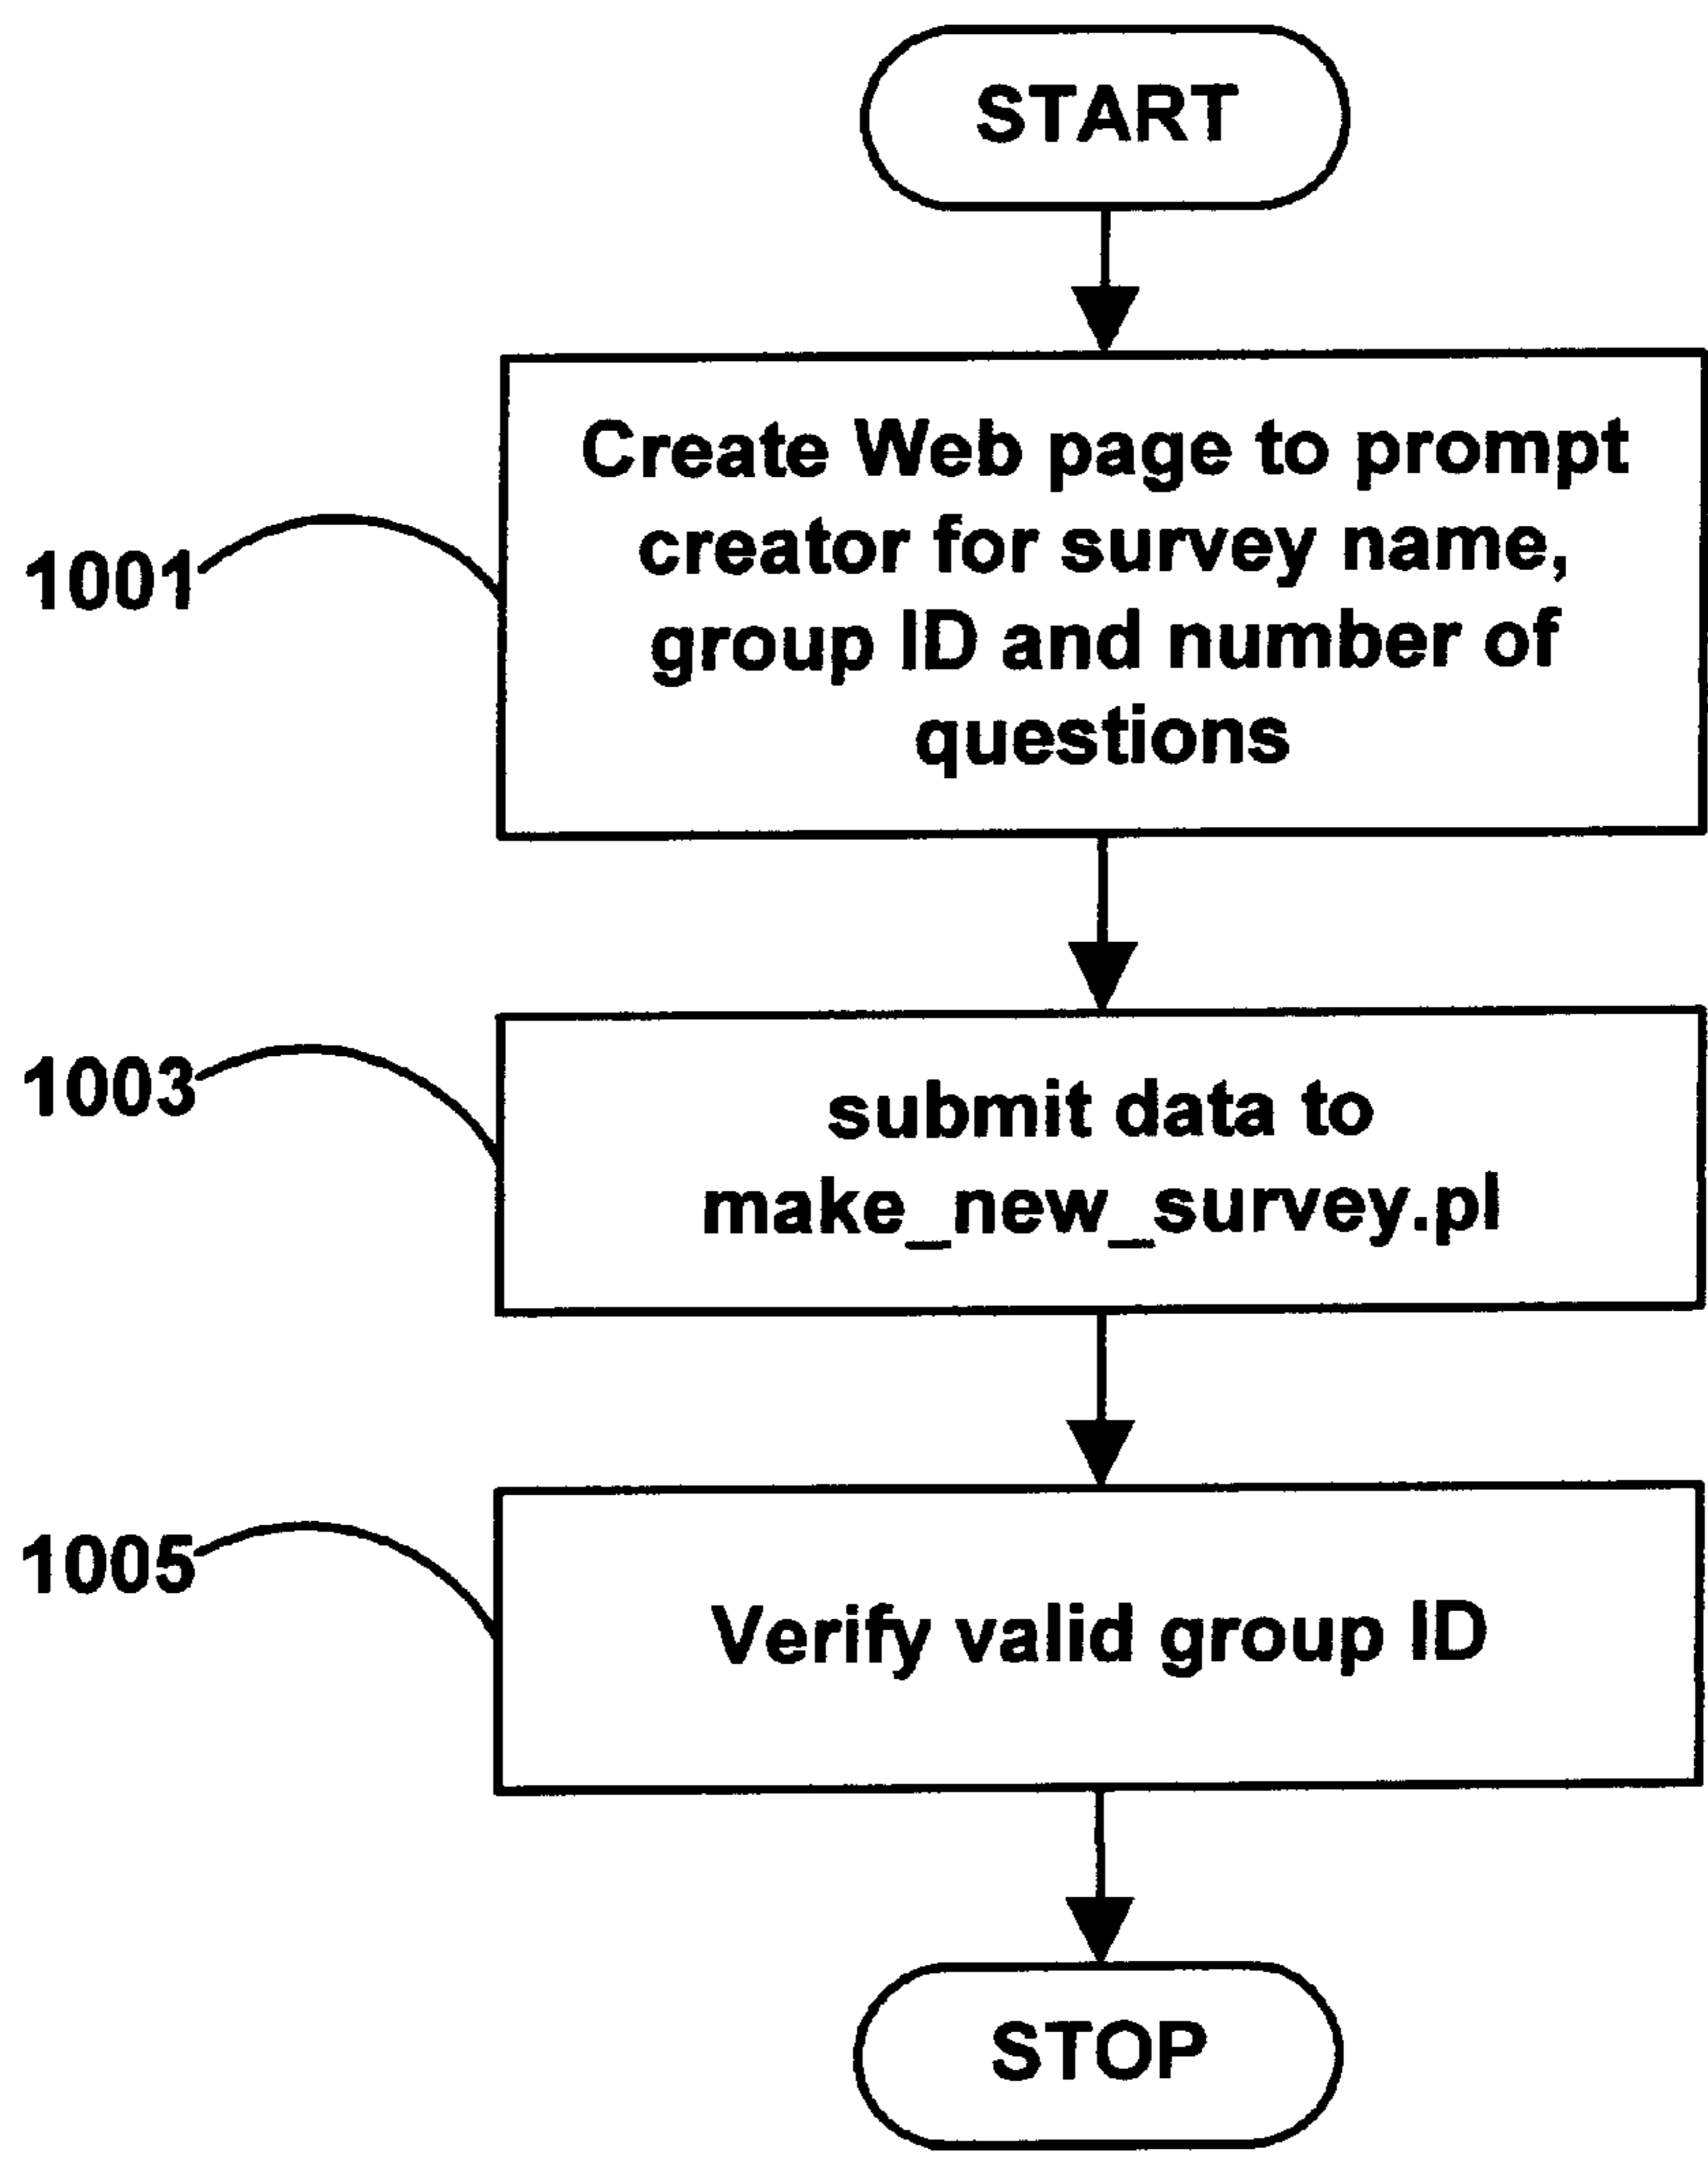 START
Create Web page to prompt
creator for survey name,
group ID and number of
questions
1001
submit data to
make_new_survey.pl
1003
Verify valid group ID
1005
STOP